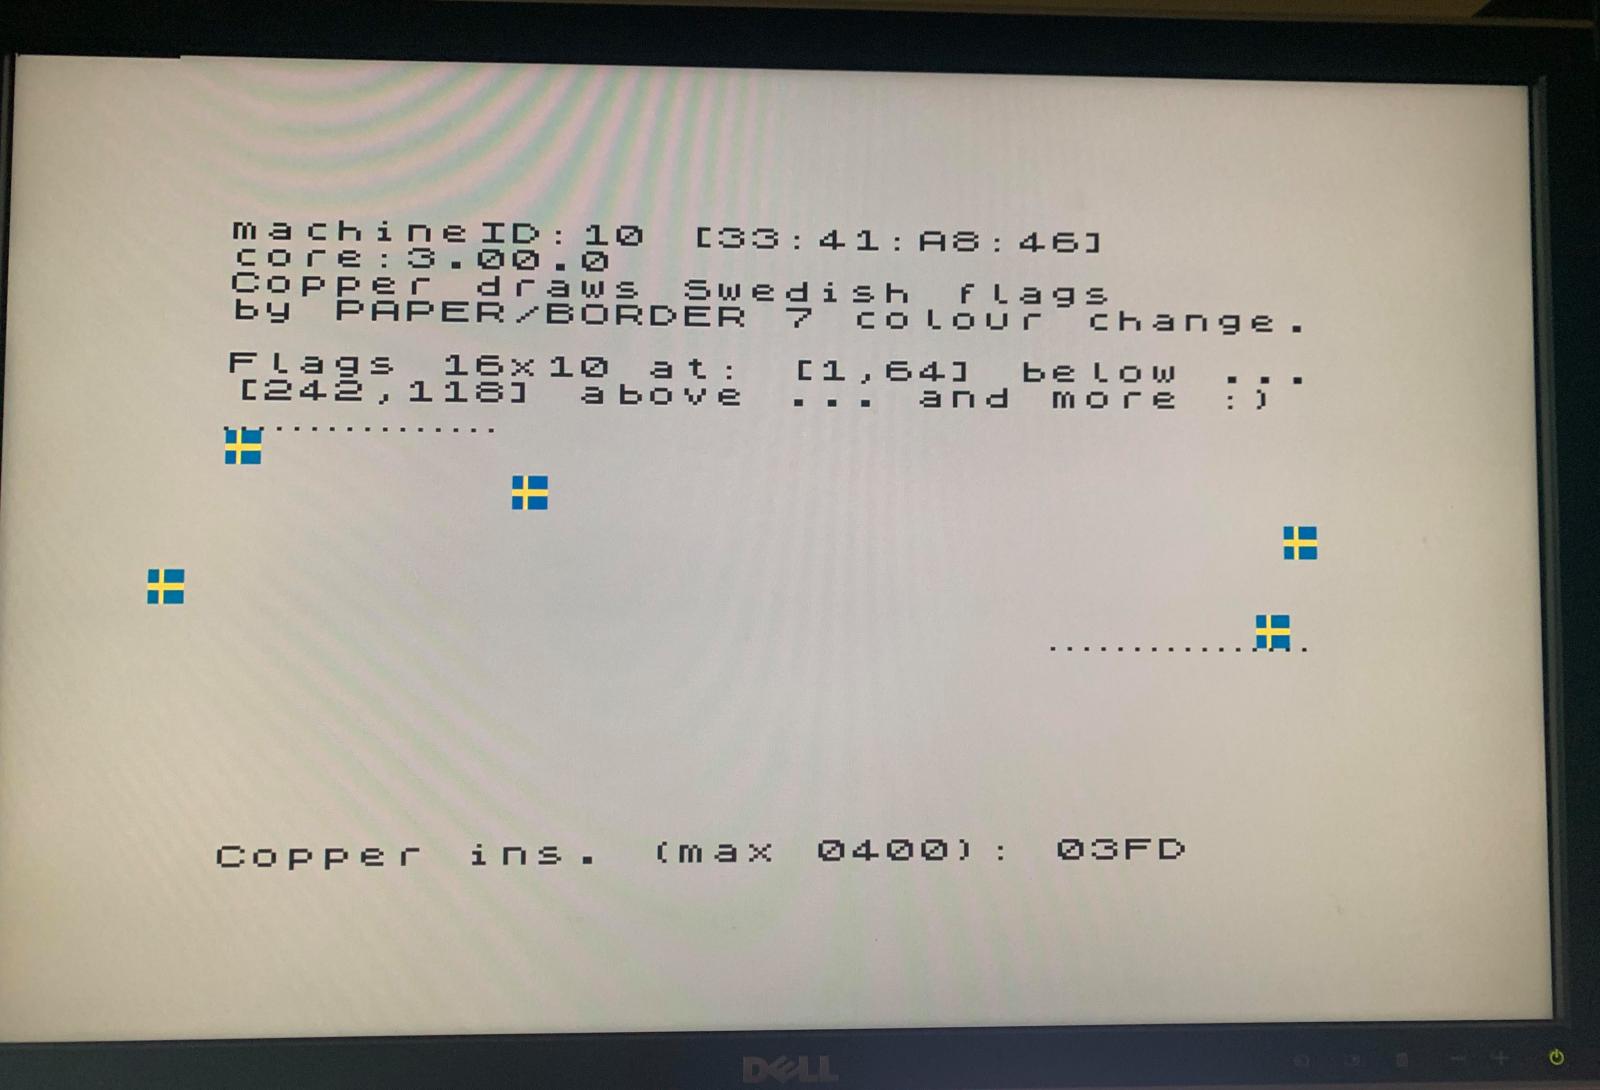 machineID:10 [33:41:A8:46]
core:3.00.0
Copper draws Swedish flags
by PAPER/BORDER 7 colour change.
Flags 16x10 at: [1,64] below ...
[242,118] above ... and more :)
................
................
Copper ins. (max 0400): 03FD
DELL